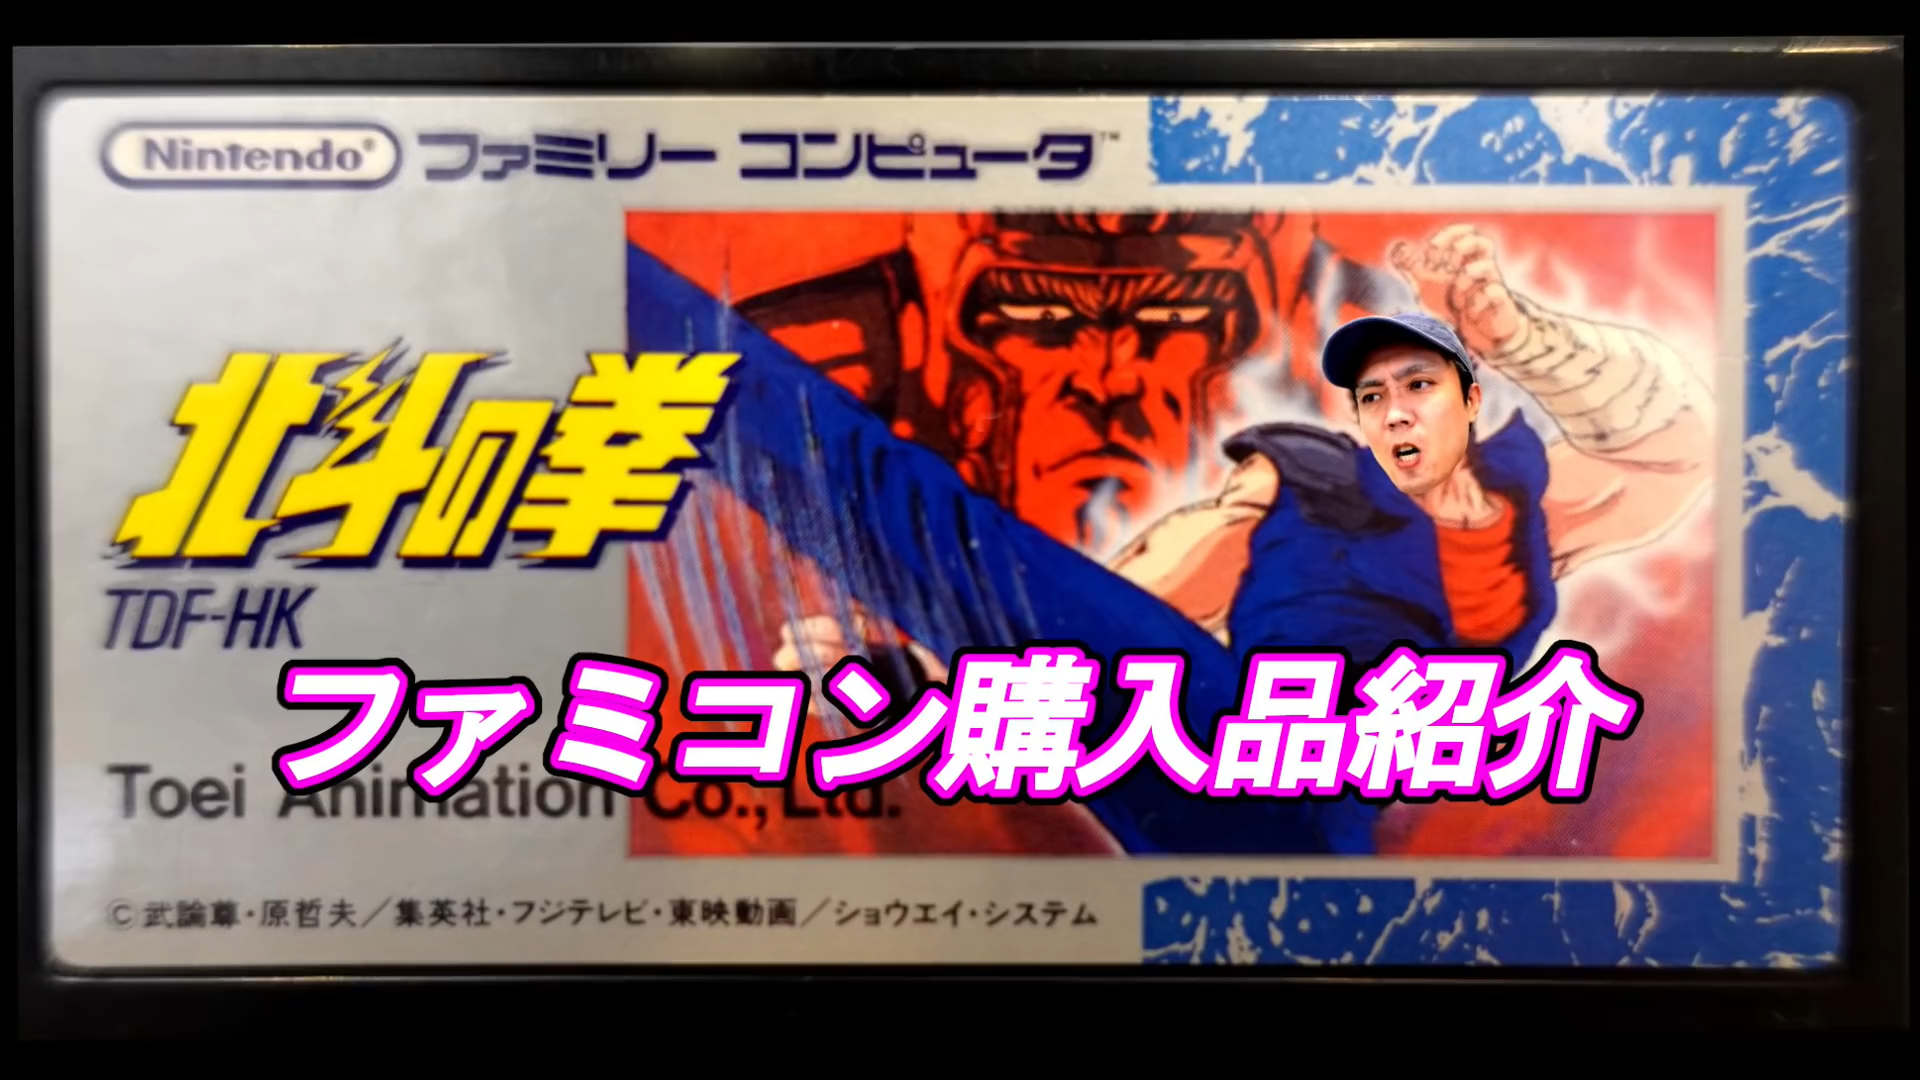 Nintendo® ファミリー コンピュータ™
北斗の拳
TDF-HK
ファミコン購入品紹介
Toei Animation Co., Ltd.
©武論尊・原哲夫／集英社・フジテレビ・東映動画／ショウエイ・システム